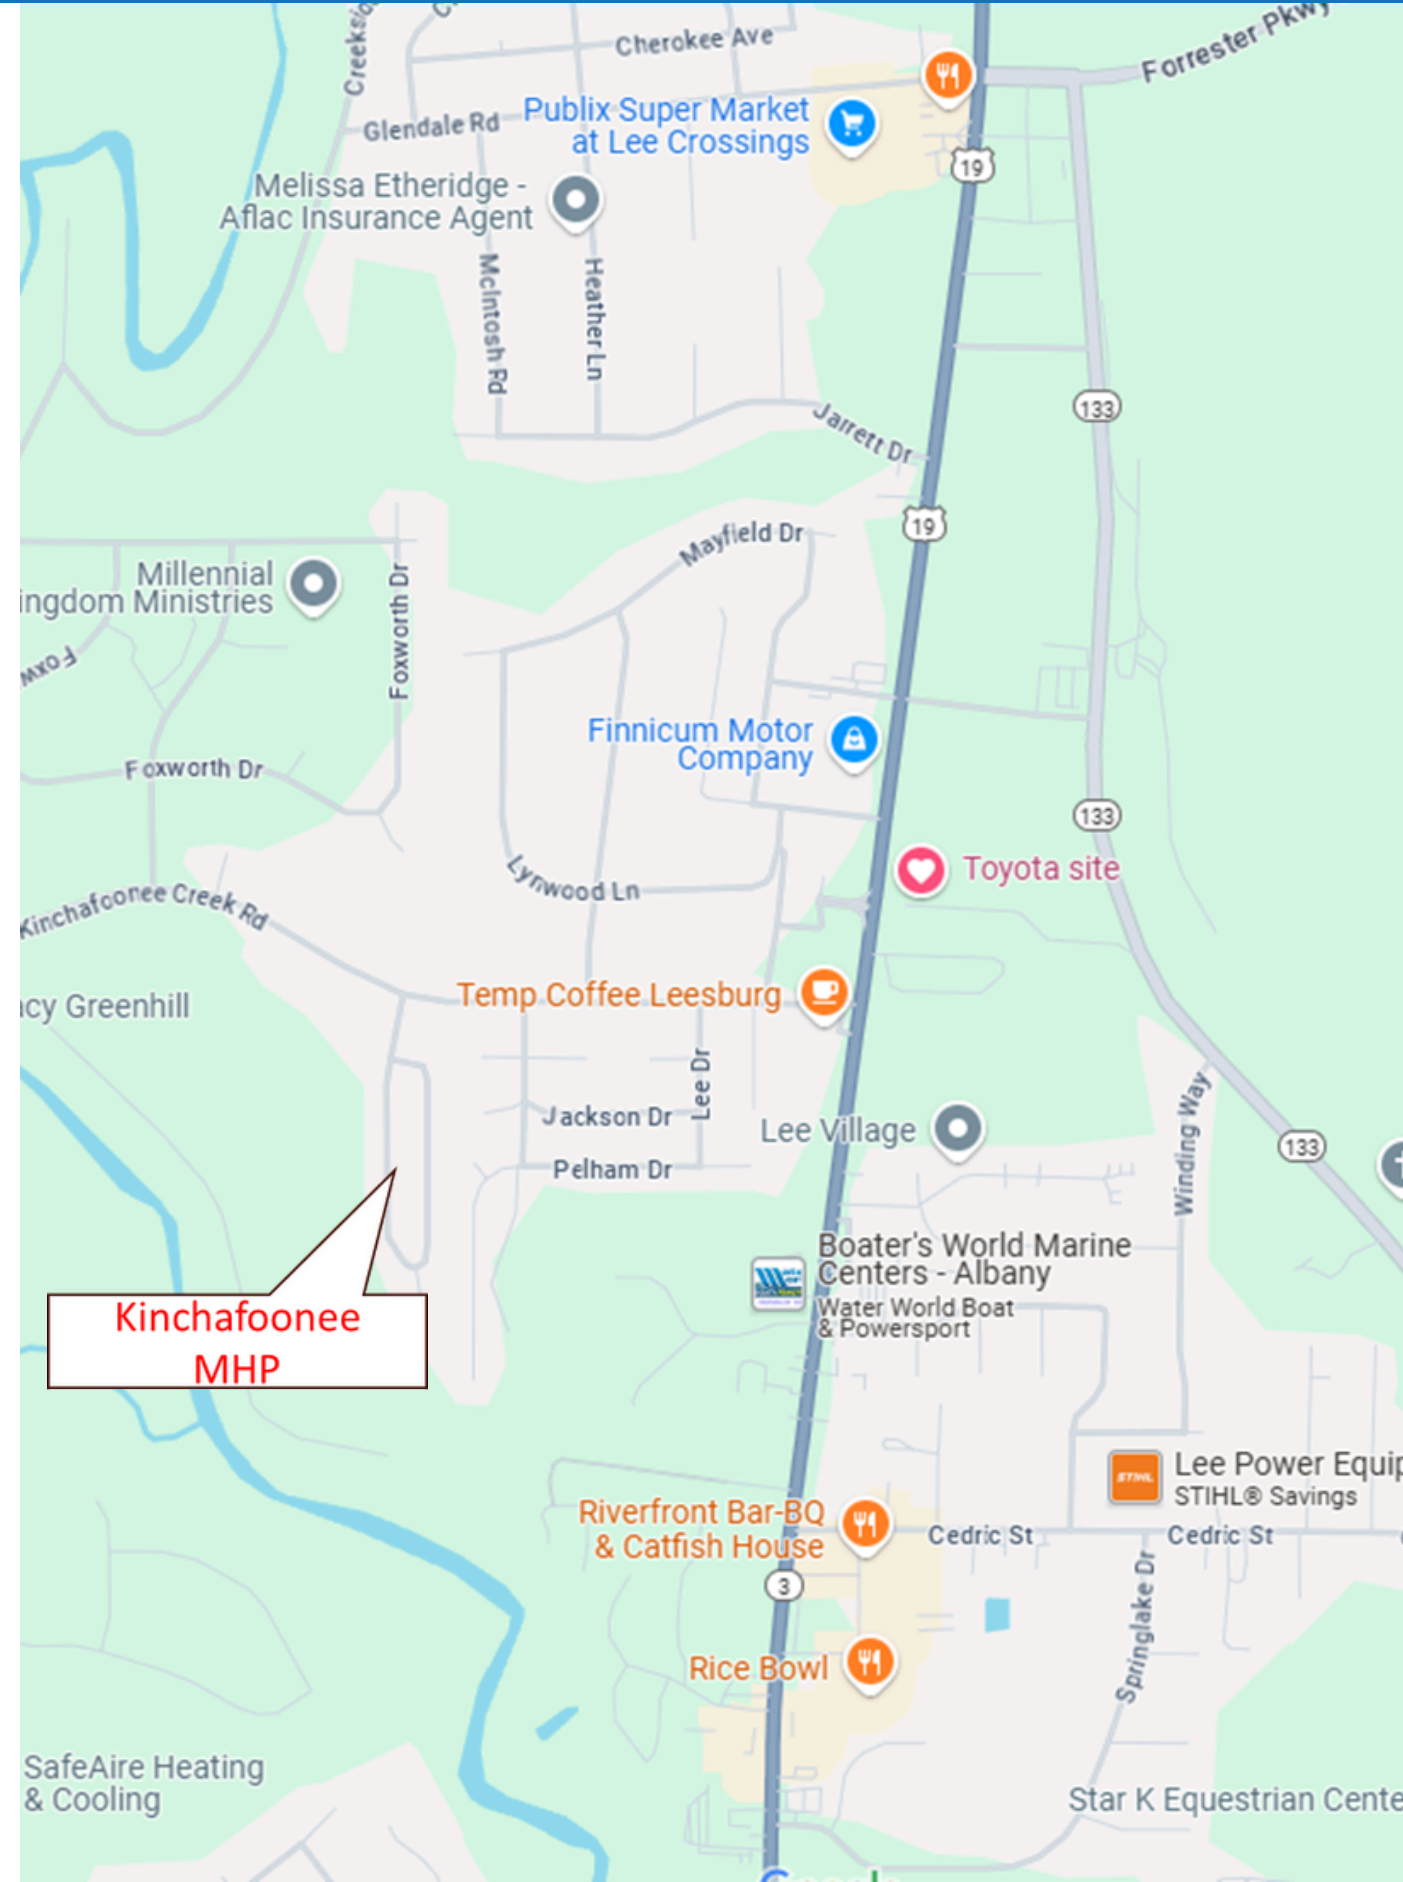 Creekside
Cherokee Ave
Forrester Pkwy
Publix Super Market
at Lee Crossings
Glendale Rd
19
Melissa Etheridge -
Aflac Insurance Agent
McIntosh Rd
Heather Ln
133
Jarrett Dr
19
Mayfield Dr
Millennial
ingdom Ministries
Foxworth Dr
Foxw
Finnicum Motor
Company
Foxworth Dr
133
Toyota site
Lynwood Ln
Kinchafoonee Creek Rd
Temp Coffee Leesburg
acy Greenhill
Lee Dr
Jackson Dr
Lee Village
Winding Way
133
Pelham Dr
Boater's World Marine
Centers - Albany
Water World Boat
& Powersport
Kinchafoonee
MHP
Lee Power Equip
STIHL
STIHL® Savings
Riverfront Bar-BQ
& Catfish House
Cedric St
Cedric St
3
Springlake Dr
Rice Bowl
SafeAire Heating
& Cooling
Star K Equestrian Cente
Google